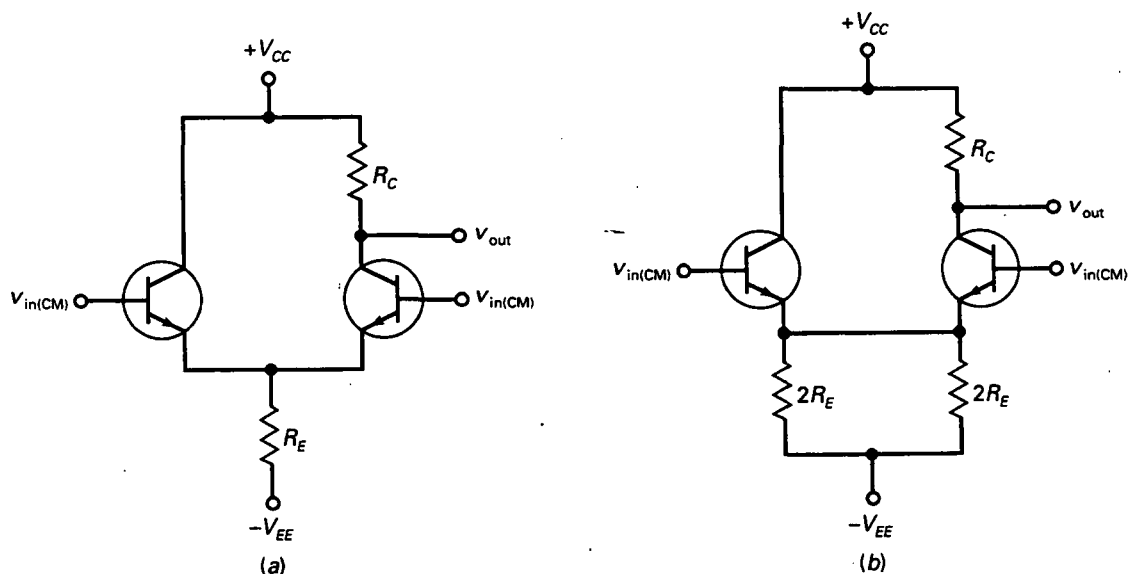 +V_CC
R_C
v_out
v_in(CM)
v_in(CM)
R_E
−V_EE
(a)
+V_CC
R_C
v_out
v_in(CM)
v_in(CM)
2R_E
2R_E
−V_EE
(b)